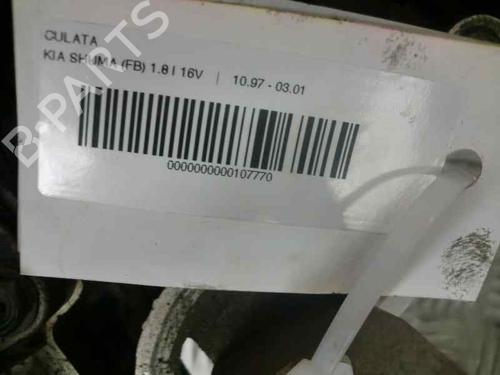 CULATA
KIA SHUMA (FB) 1.8 I 16V | 10.97 - 03.01
0000000000107770
B-PARTS